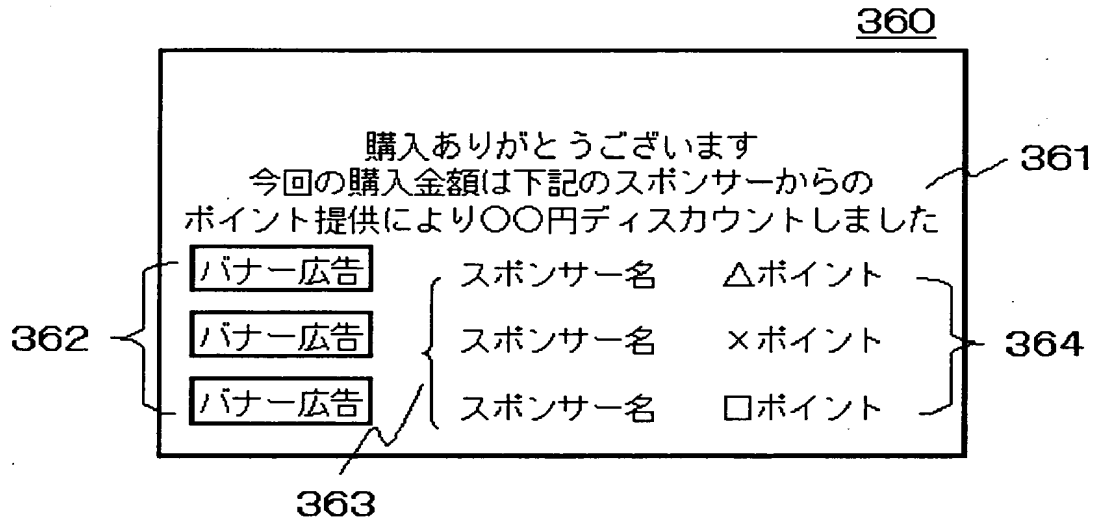 360
購入ありがとうございます
361
今回の購入金額は下記のスポンサーからの
ポイント提供により〇〇円ディスカウントしました
バナー広告 スポンサー名 △ポイント
362 バナー広告 スポンサー名 ×ポイント 364
バナー広告 スポンサー名 □ポイント
363